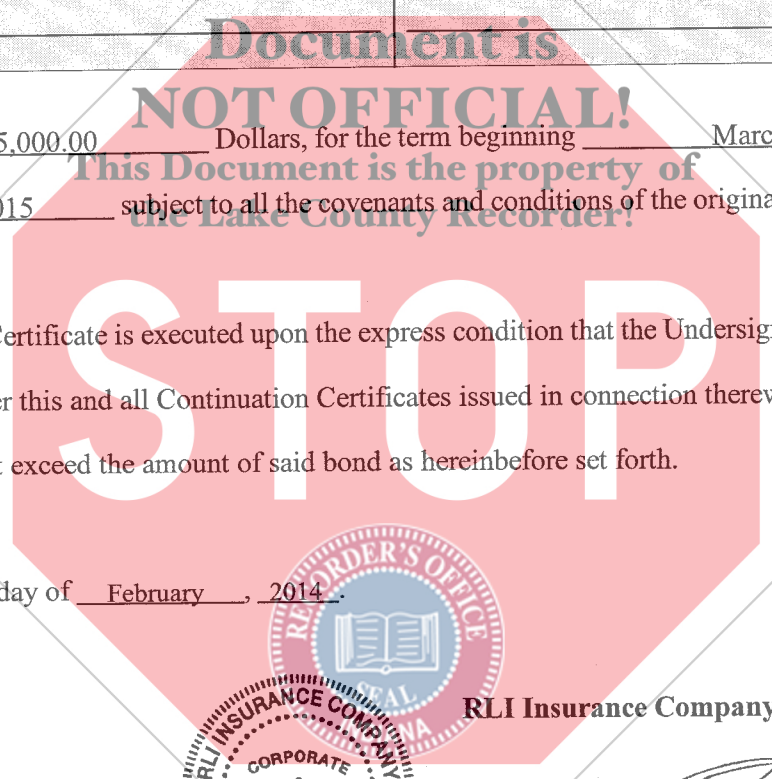 Document is
NOT OFFICIAL!
5,000.00 Dollars, for the term beginning Marc
This Document is the property of
015 subject to all the covenants and conditions of the origina
the Lake County Recorder!
STOP
Certificate is executed upon the express condition that the Undersig
er this and all Continuation Certificates issued in connection therew
t exceed the amount of said bond as hereinbefore set forth.
day of February , 2014 .
RECORDER'S OFFICE
SEAL
INDIANA
RLI Insurance Company
RLI INSURANCE COMPANY
CORPORATE